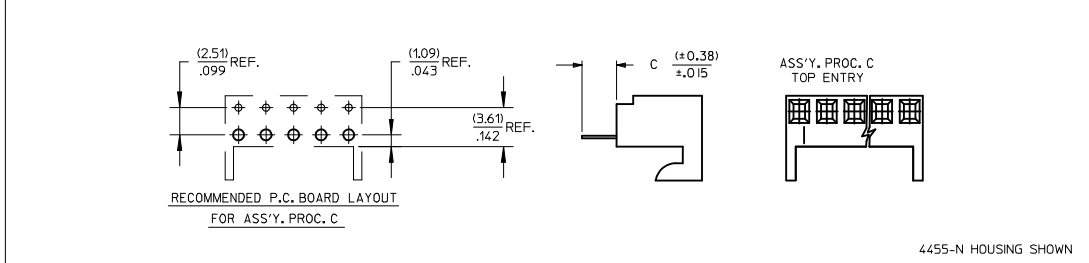 (2.51)
.099 REF.
(1.09)
.043 REF.
(3.61)
.142 REF.
RECOMMENDED P.C. BOARD LAYOUT
FOR ASS'Y. PROC. C
C (±0.38)
±.015
ASS'Y. PROC. C
TOP ENTRY
4455-N HOUSING SHOWN